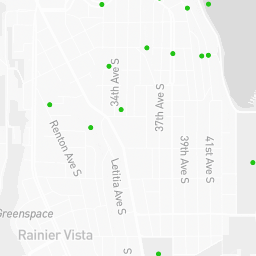 34th Ave S
37th Ave S
Renton Ave S
39th Ave S
41st Ave S
Letitia Ave S
Greenspace
Rainier Vista
S